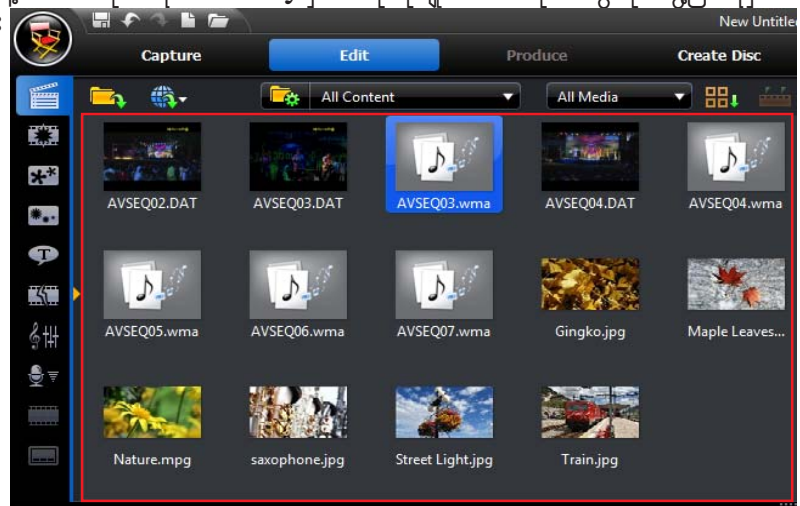 New Untitled
Capture Edit Produce Create Disc
All Content All Media
AVSEQ02.DAT AVSEQ03.DAT AVSEQ03.wma AVSEQ04.DAT AVSEQ04.wma
AVSEQ05.wma AVSEQ06.wma AVSEQ07.wma Gingko.jpg Maple Leaves...
Nature.mpg saxophone.jpg Street Light.jpg Train.jpg